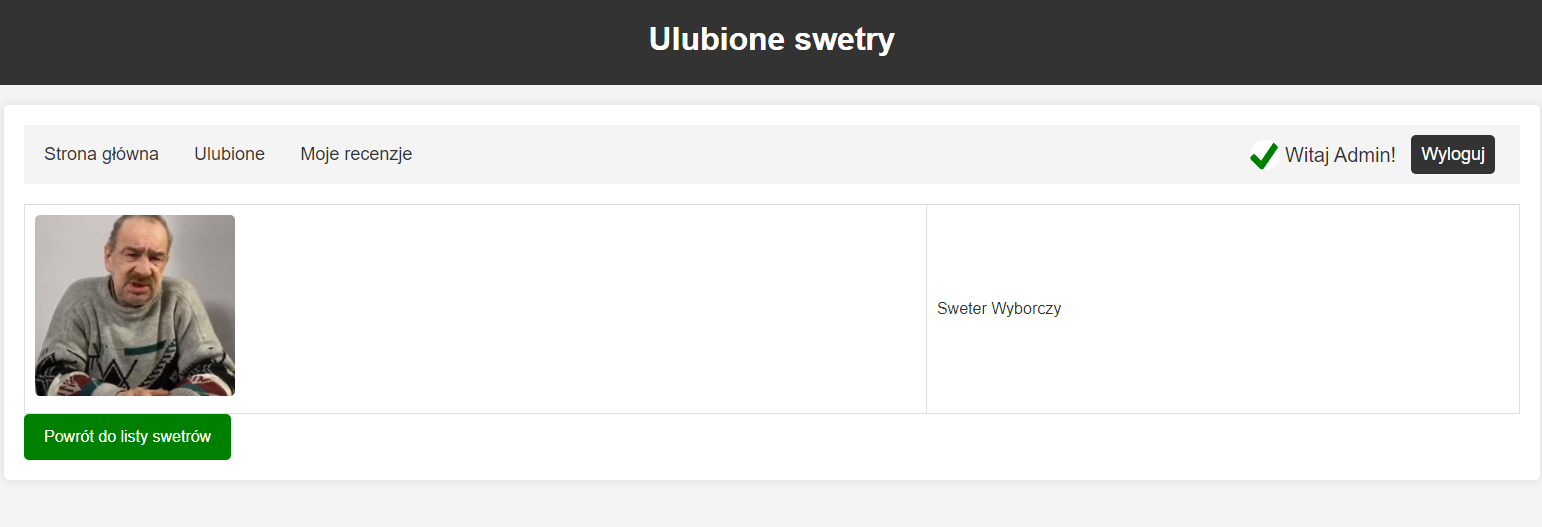 Ulubione swetry
Strona główna Ulubione Moje recenzje Witaj Admin! Wyloguj
Sweter Wyborczy
Powrót do listy swetrów